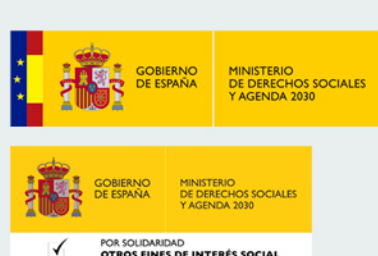 GOBIERNO
DE ESPAÑA
MINISTERIO
DE DERECHOS SOCIALES
Y AGENDA 2030
GOBIERNO
DE ESPAÑA
MINISTERIO
DE DERECHOS SOCIALES
Y AGENDA 2030
POR SOLIDARIDAD
OTROS FINES DE INTERÉS SOCIAL